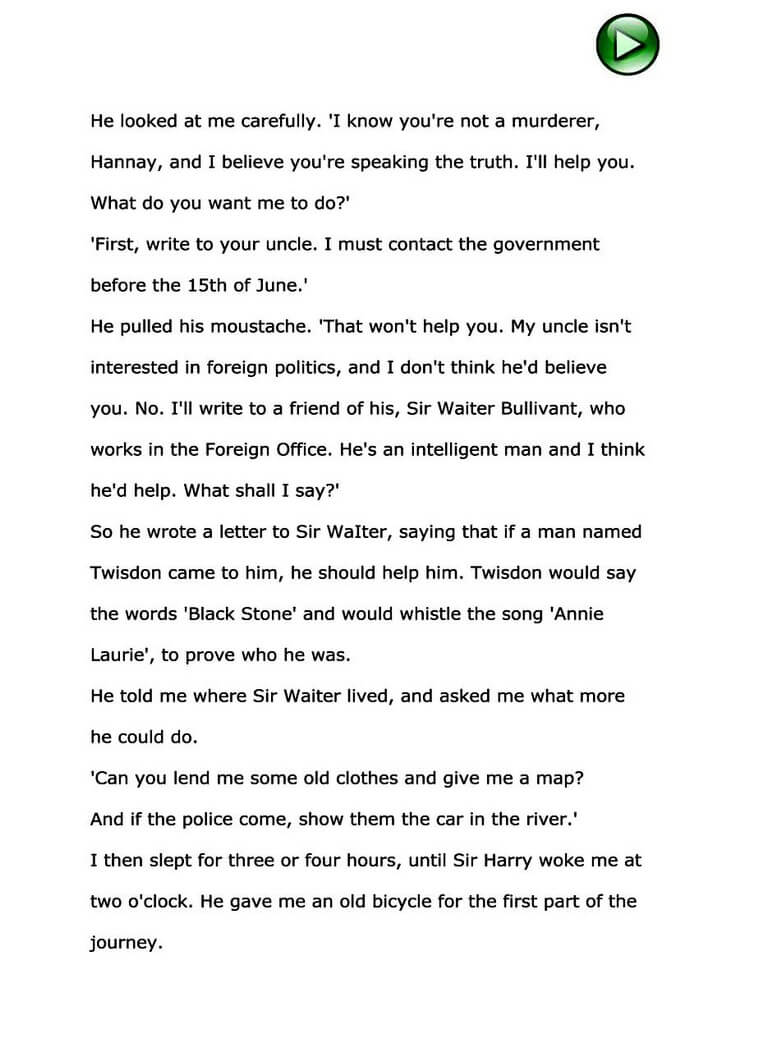 He looked at me carefully. 'I know you're not a murderer,
Hannay, and I believe you're speaking the truth. I'll help you.
What do you want me to do?'
'First, write to your uncle. I must contact the government
before the 15th of June.'
He pulled his moustache. 'That won't help you. My uncle isn't
interested in foreign politics, and I don't think he'd believe
you. No. I'll write to a friend of his, Sir Waiter Bullivant, who
works in the Foreign Office. He's an intelligent man and I think
he'd help. What shall I say?'
So he wrote a letter to Sir WaIter, saying that if a man named
Twisdon came to him, he should help him. Twisdon would say
the words 'Black Stone' and would whistle the song 'Annie
Laurie', to prove who he was.
He told me where Sir Waiter lived, and asked me what more
he could do.
'Can you lend me some old clothes and give me a map?
And if the police come, show them the car in the river.'
I then slept for three or four hours, until Sir Harry woke me at
two o'clock. He gave me an old bicycle for the first part of the
journey.